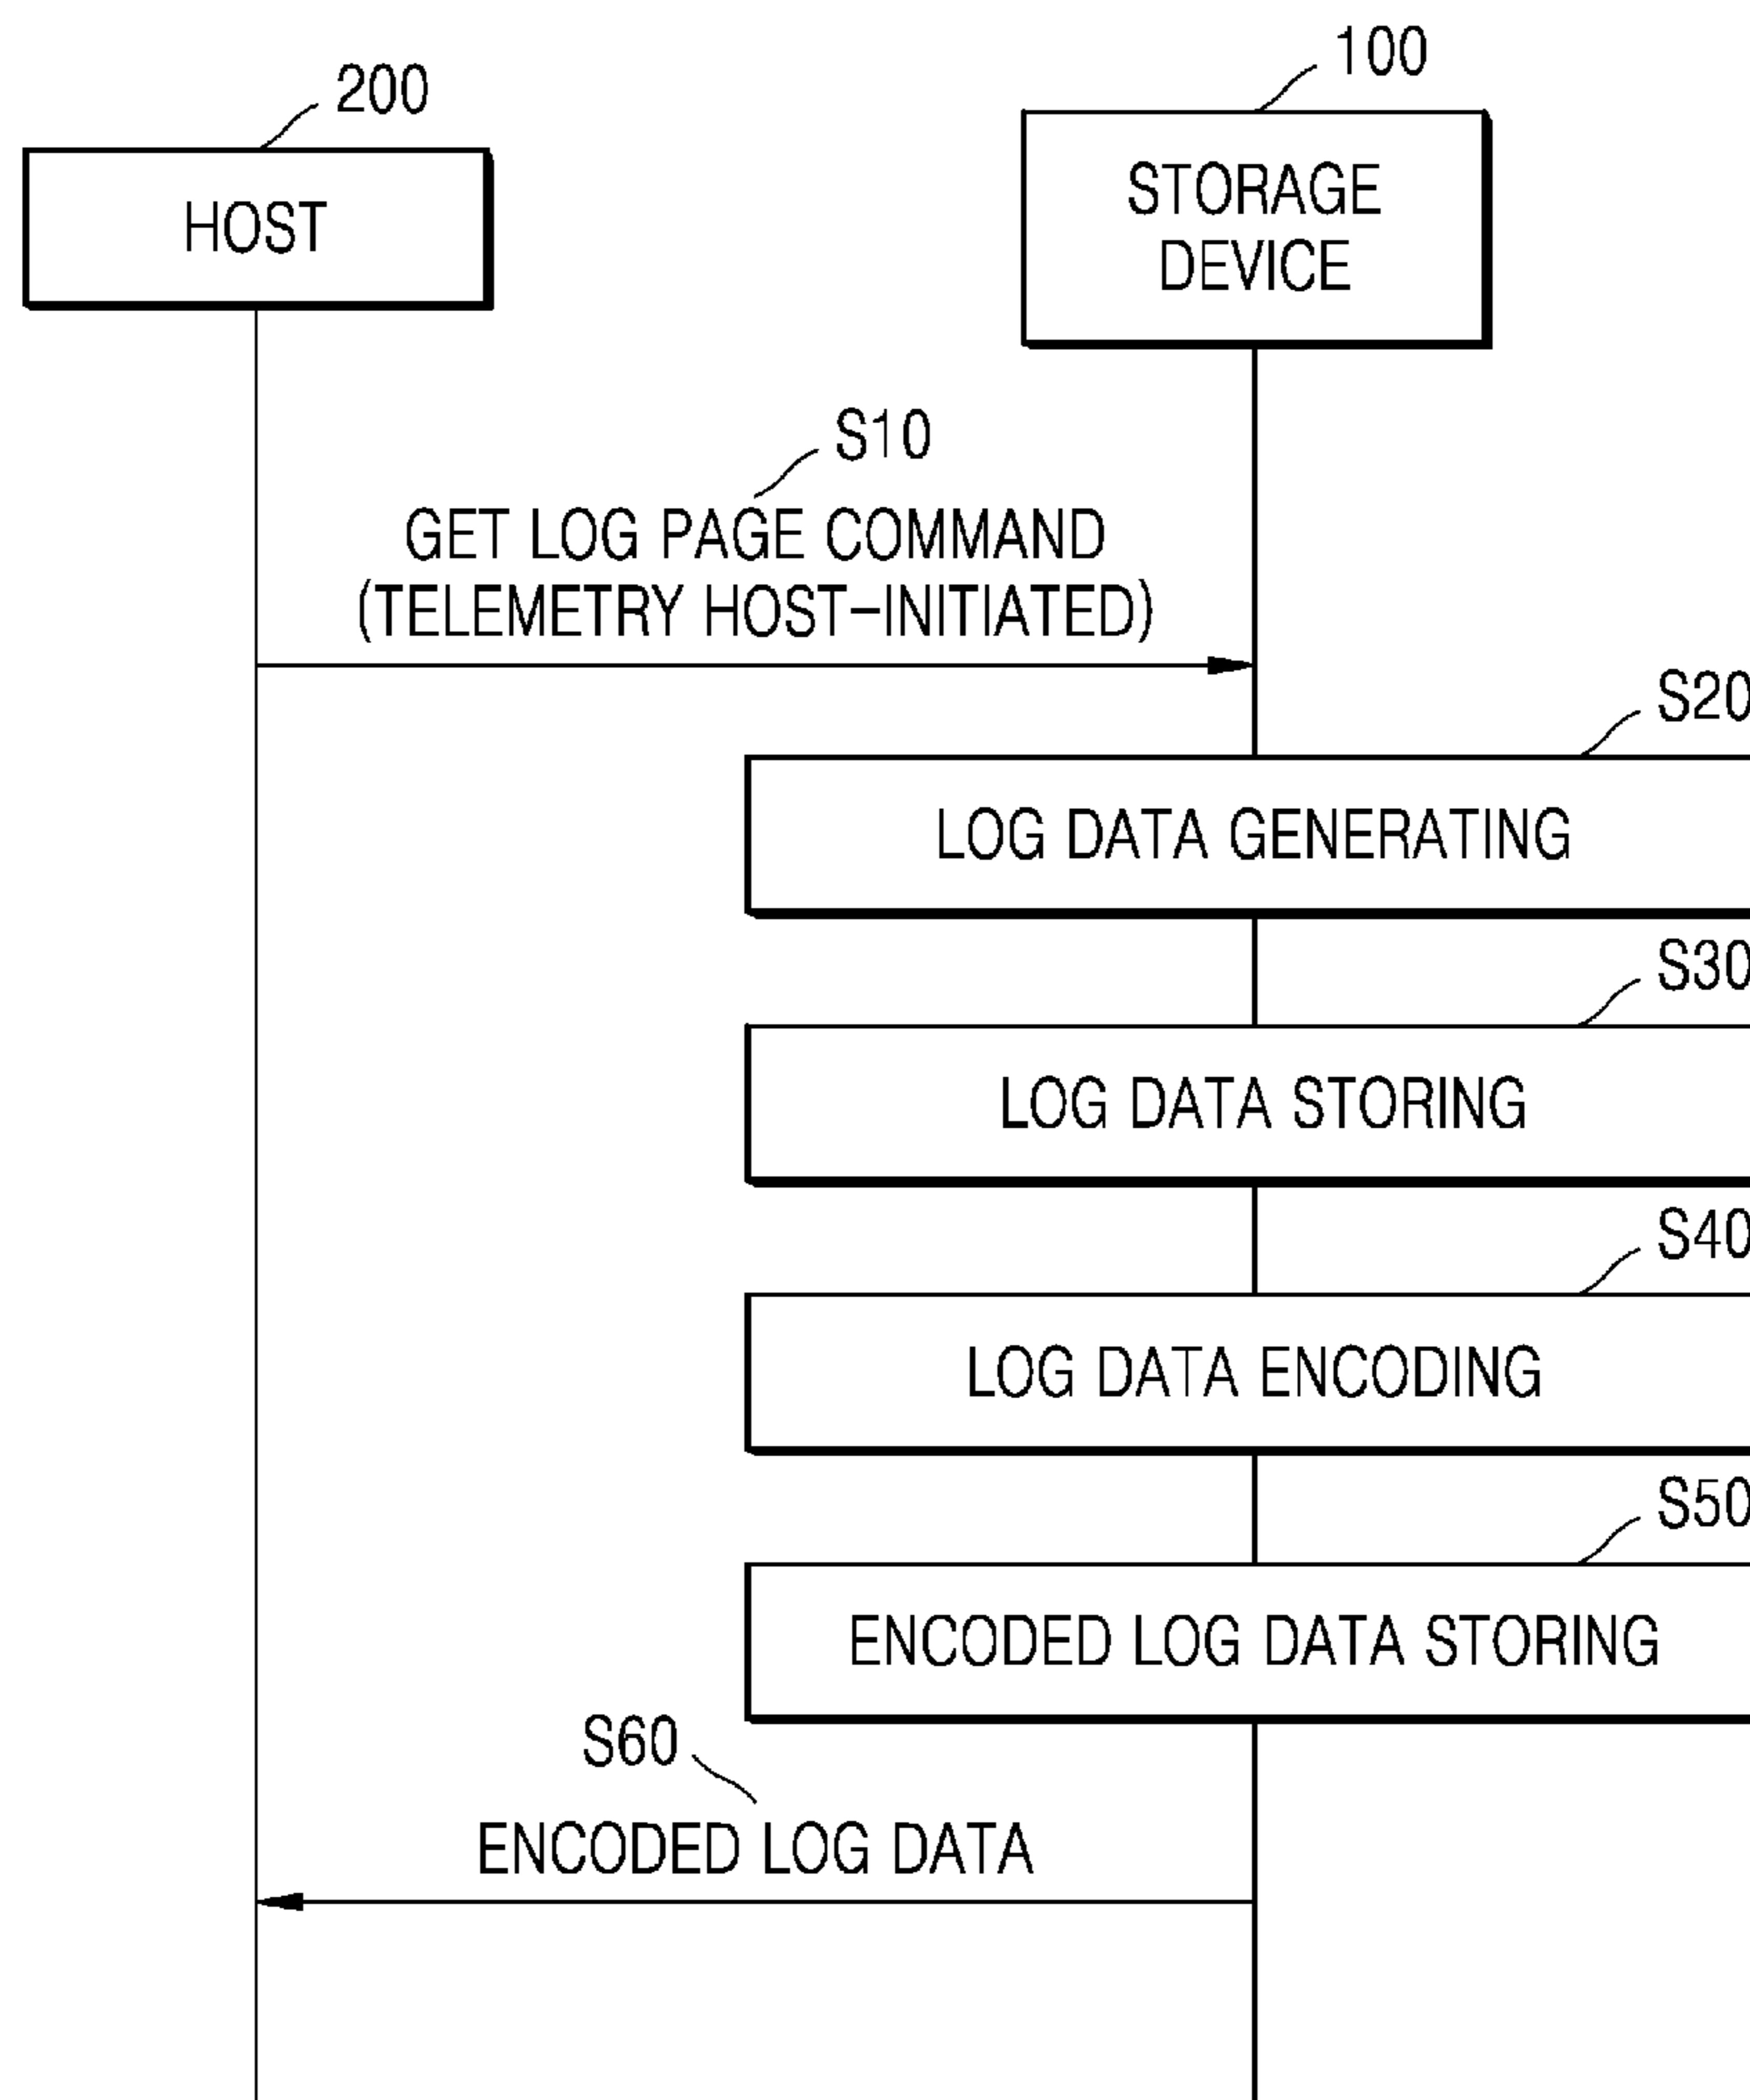 100
200
HOST
STORAGE
DEVICE
S10
GET LOG PAGE COMMAND
(TELEMETRY HOST-INITIATED)
S20
LOG DATA GENERATING
S30
LOG DATA STORING
S40
LOG DATA ENCODING
S50
ENCODED LOG DATA STORING
S60
ENCODED LOG DATA